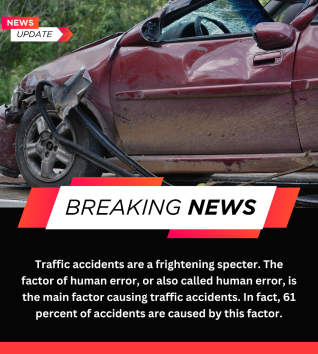 NEWS
UPDATE
BREAKING NEWS
Traffic accidents are a frightening specter. The
factor of human error, or also called human error, is
the main factor causing traffic accidents. In fact, 61
percent of accidents are caused by this factor.